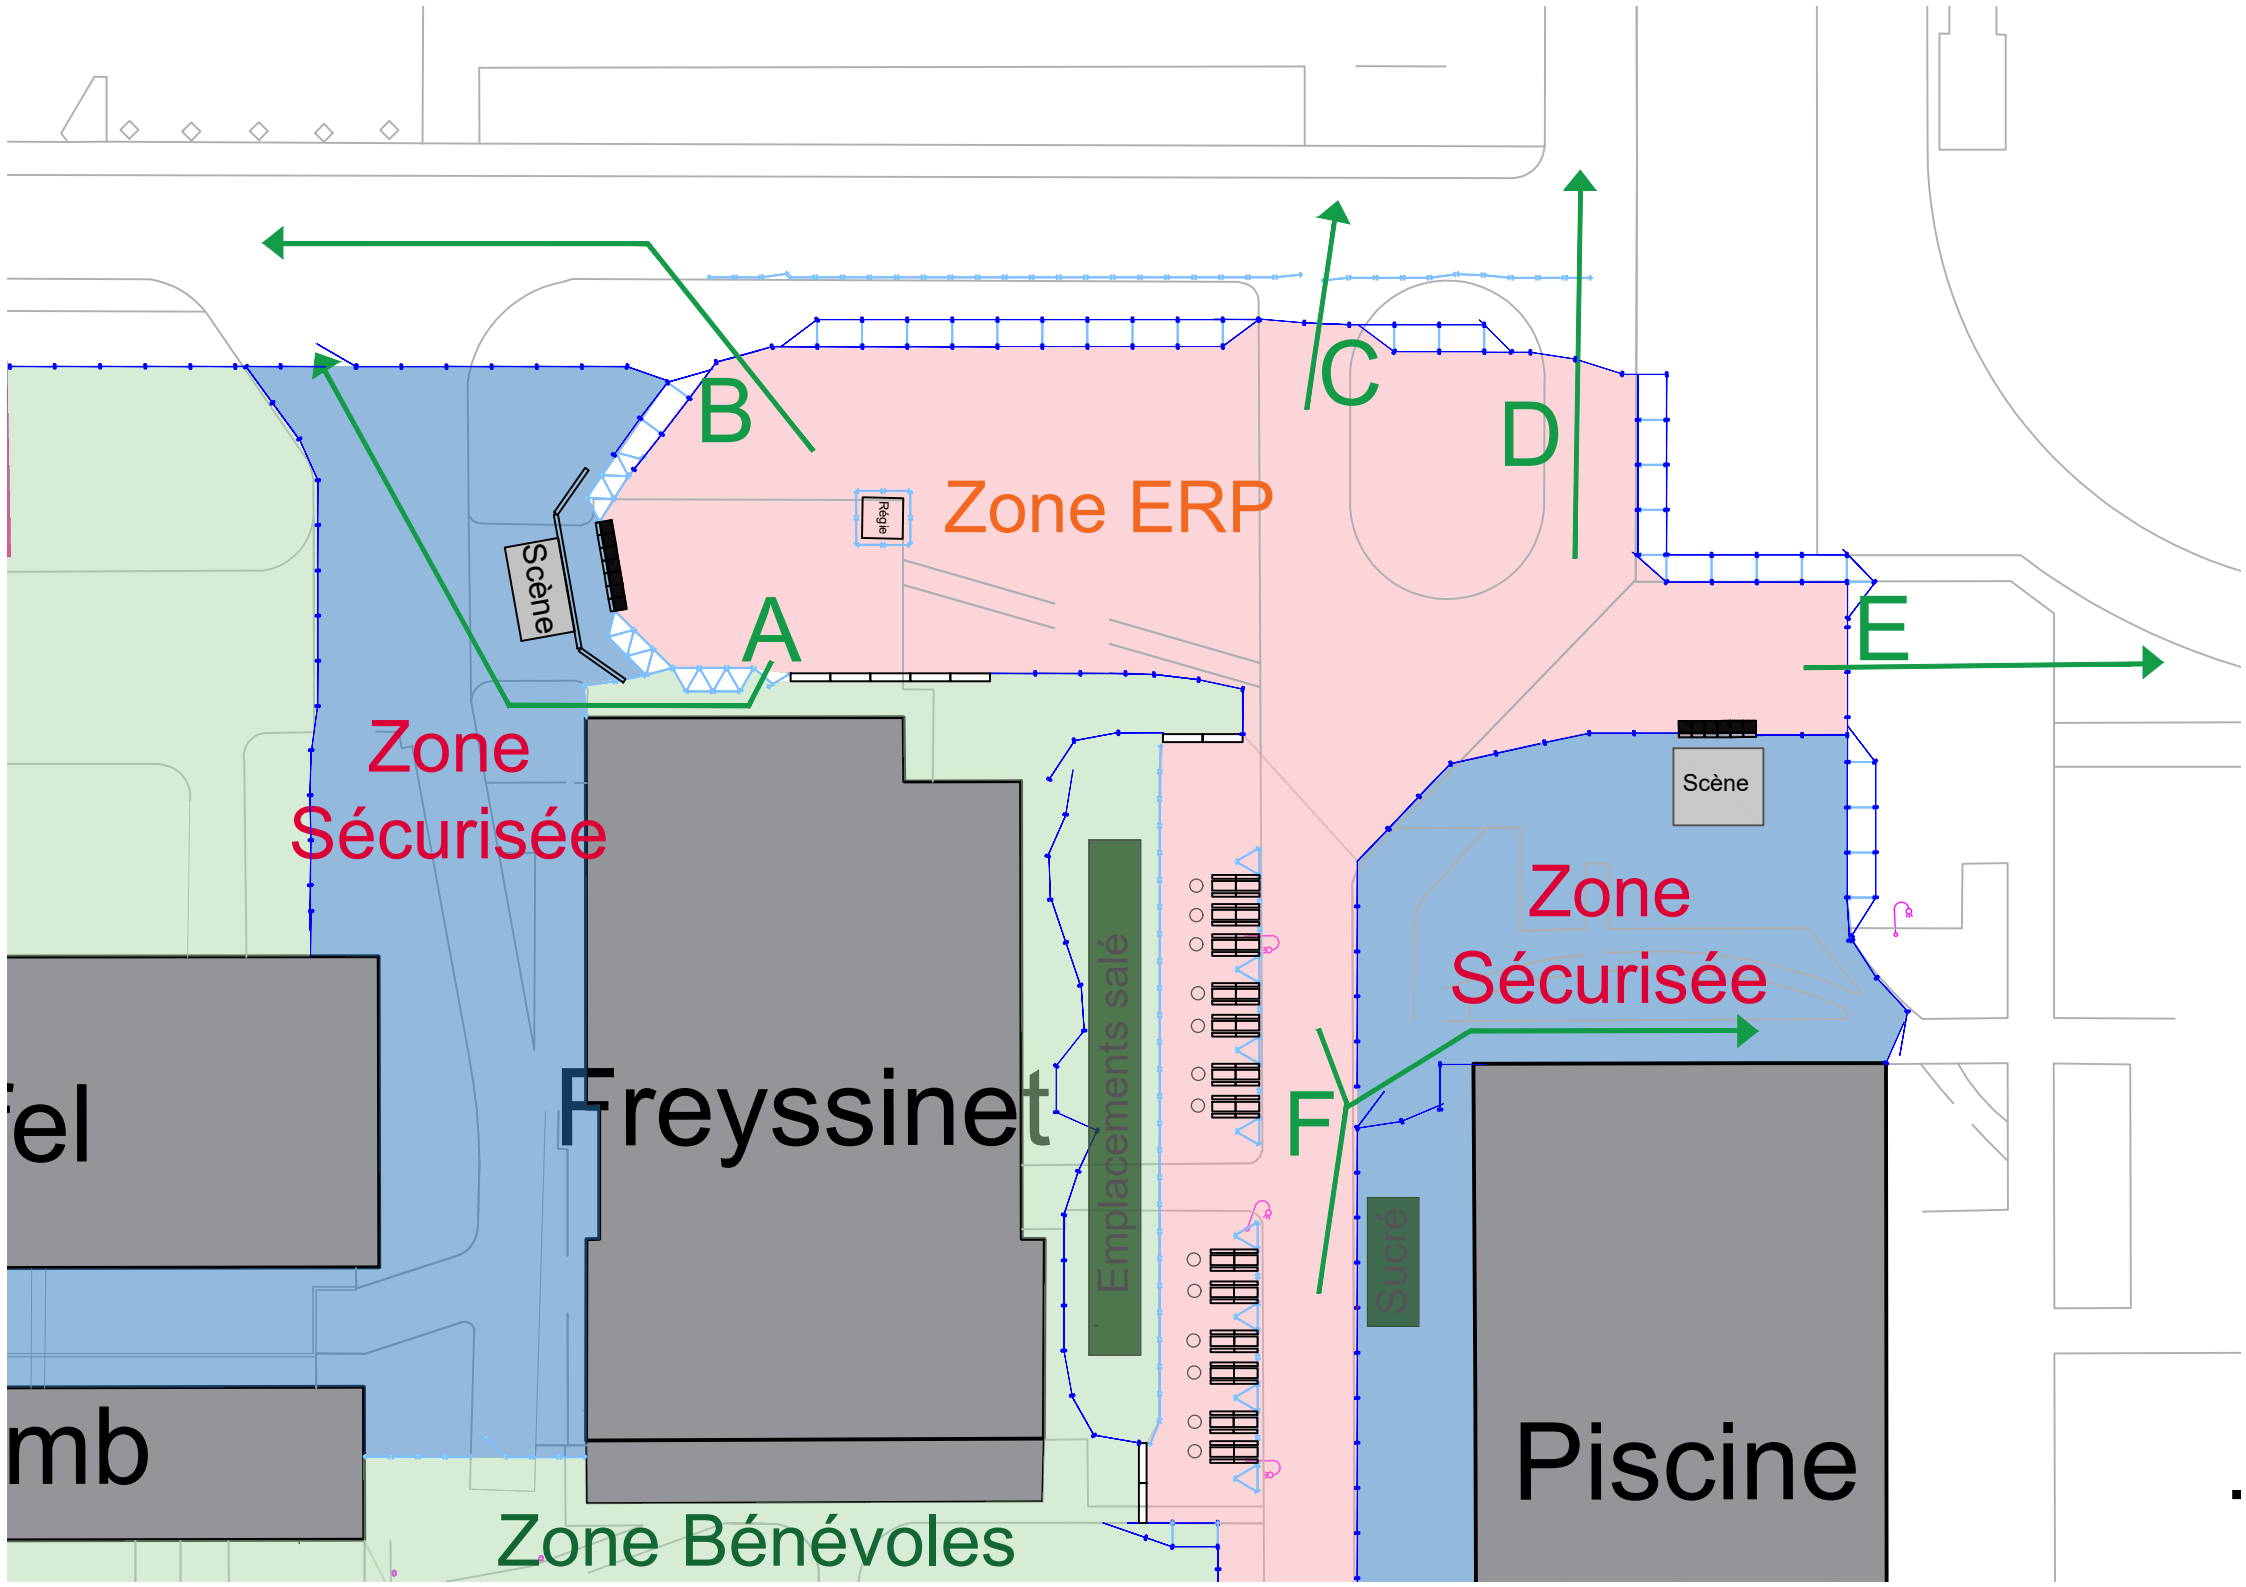 C
B
D
Régie
Zone ERP
Scène
A
E
Zone
Sécurisée
Scène
Zone
Sécurisée
Emplacements salé
Freyssinet
fel
F
Sucré
mb
Piscine
Zone Bénévoles